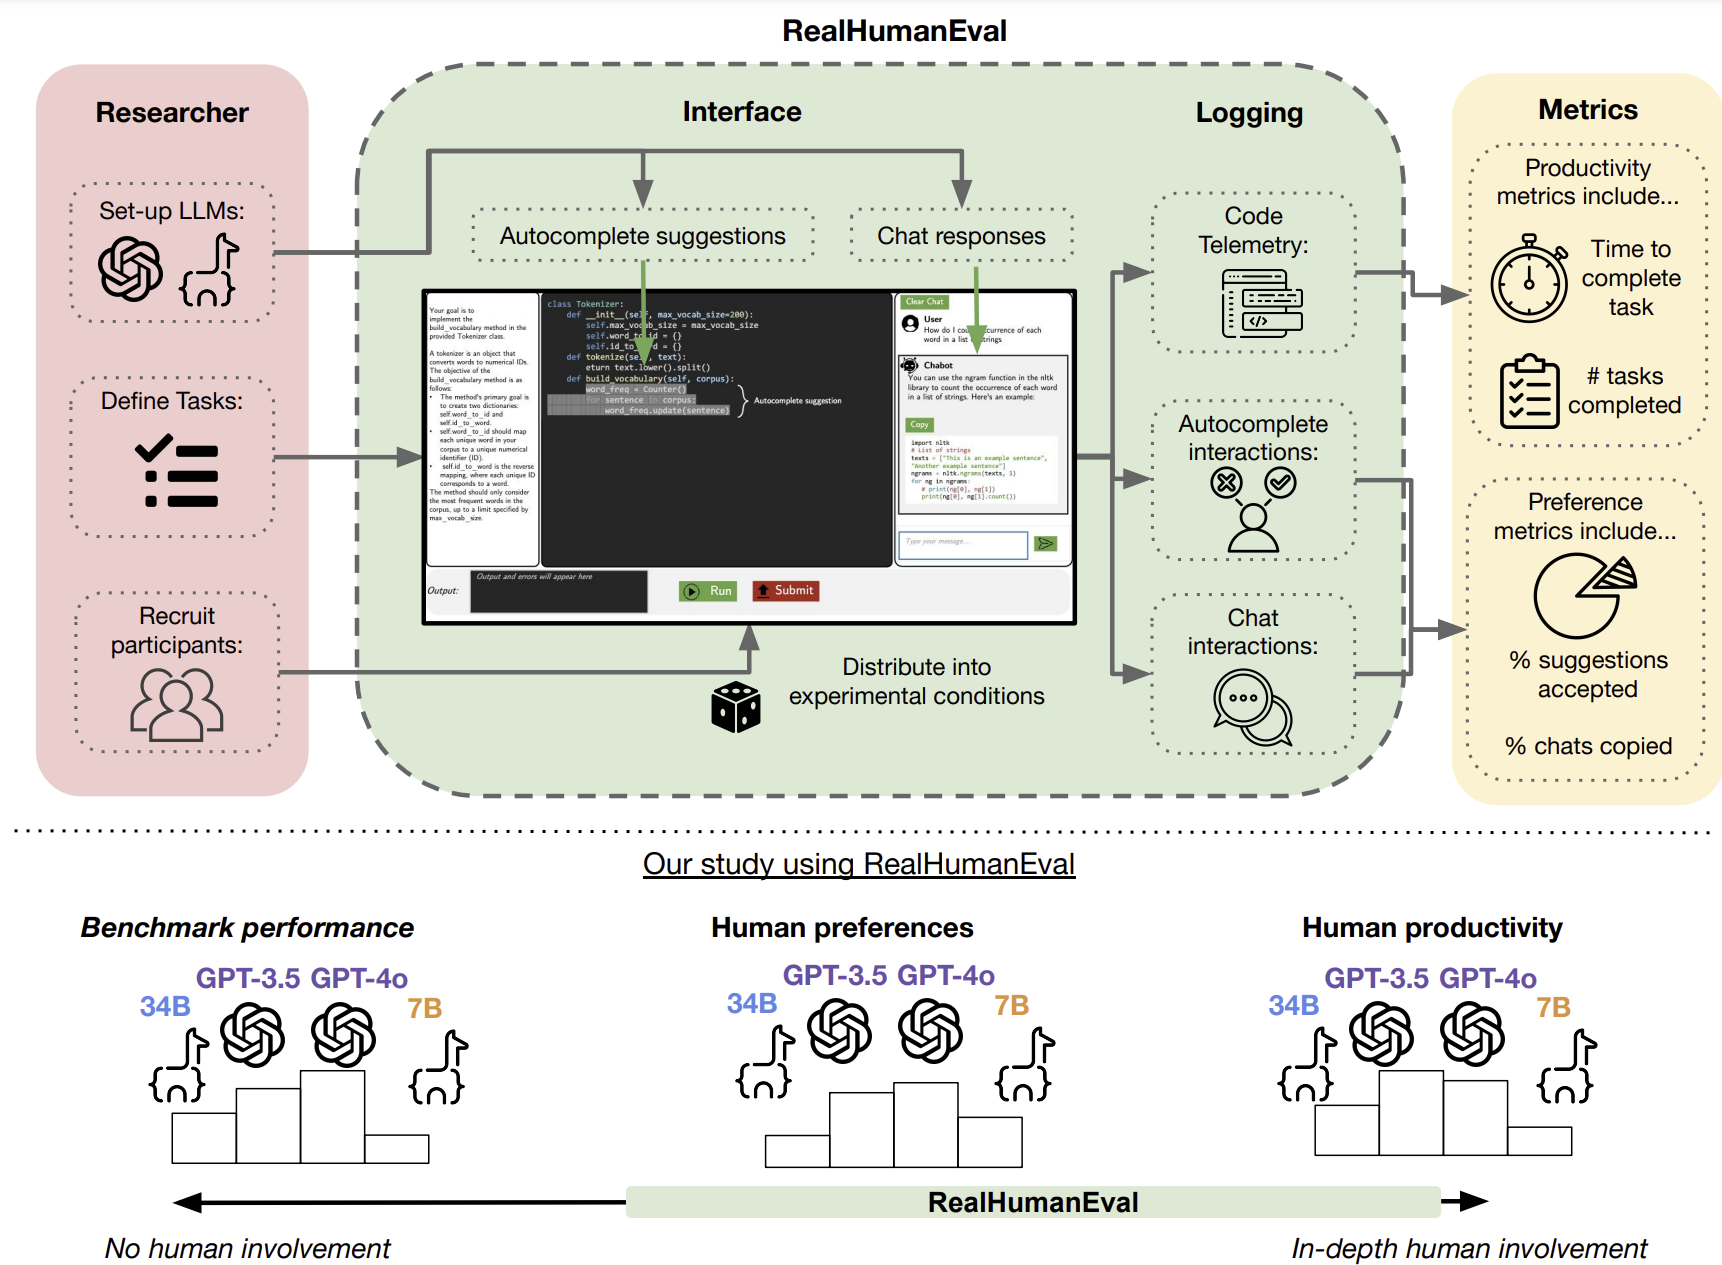 RealHumanEval
Researcher
Set-up LLMs:
Define Tasks:
Recruit
participants:
Interface
Autocomplete suggestions
Chat responses
Your goal is to
implement the
build_vocabulary method in the
provided Tokenizer class.
A tokenizer is an object that
converts words to numerical IDs.
The objective of the
build_vocabulary method is as
follows:
• The method's primary goal is
to create two dictionaries:
self.word_to_id and
self.id_to_word.
• self.word_to_id should map
each unique word in your
corpus to a unique numerical
identifier (ID).
• self.id_to_word is the reverse
mapping, where each unique ID
corresponds to a word.
The method should only consider
the most frequent words in the
corpus, up to a limit specified by
max_vocab_size.
class Tokenizer:
def __init__(self, max_vocab_size=200):
self.max_vocab_size = max_vocab_size
self.word_to_id = {}
self.id_to_word = {}
def tokenize(self, text):
eturn text.lower().split()
def build_vocabulary(self, corpus):
word_freq = Counter()
for sentence in corpus:
word_freq.update(sentence)
Autocomplete suggestion
Clear Chat
User
How do I count occurrence of each
word in a list of strings
Chabot
You can use the ngram function in the nltk
library to count the occurrence of each word
in a list of strings. Here's an example:
Copy
import nltk
# List of strings
texts = ["This is an example sentence",
"Another example sentence"]
ngrams = nltk.ngrams(texts, 1)
for ng in ngrams:
# print(ng[0], ng[1])
print(ng[0], ng[1].count())
Type your message....
Output:
Output and errors will appear here
Run
Submit
Distribute into
experimental conditions
Logging
Code
Telemetry:
</>
Autocomplete
interactions:
Chat
interactions:
Metrics
Productivity
metrics include...
Time to
complete
task
# tasks
completed
Preference
metrics include...
% suggestions
accepted
% chats copied
Our study using RealHumanEval
Benchmark performance
GPT-3.5 GPT-4o
34B
7B
Human preferences
GPT-3.5 GPT-4o
34B
7B
Human productivity
GPT-3.5 GPT-4o
34B
7B
RealHumanEval
No human involvement
In-depth human involvement